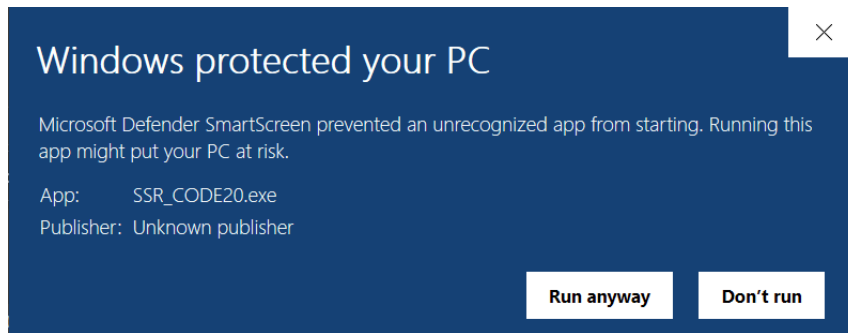 Windows protected your PC
Microsoft Defender SmartScreen prevented an unrecognized app from starting. Running this
app might put your PC at risk.
App: SSR_CODE20.exe
Publisher: Unknown publisher
Run anyway Don't run